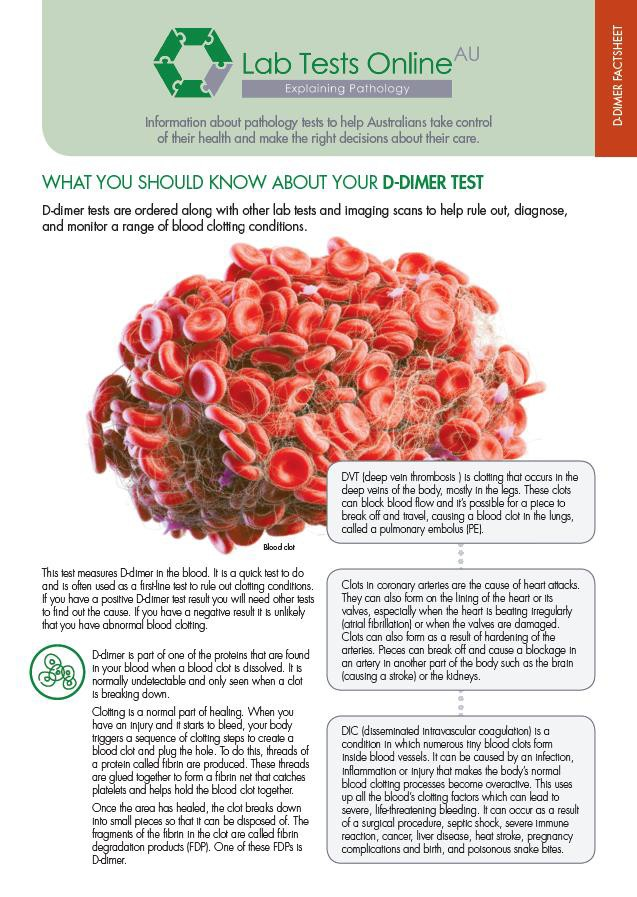 Lab Tests Online AU
Explaining Pathology
Information about pathology tests to help Australians take control
of their health and make the right decisions about their care.
D-DIMER FACTSHEET
WHAT YOU SHOULD KNOW ABOUT YOUR D-DIMER TEST
D-dimer tests are ordered along with other lab tests and imaging scans to help rule out, diagnose,
and monitor a range of blood clotting conditions.
Blood clot
This test measures D-dimer in the blood. It is a quick test to do
and is often used as a first-line test to rule out clotting conditions.
If you have a positive D-dimer test result you will need other tests
to find out the cause. If you have a negative result it is unlikely
that you have abnormal blood clotting.
D-dimer is part of one of the proteins that are found
in your blood when a blood clot is dissolved. It is
normally undetectable and only seen when a clot
is breaking down.
Clotting is a normal part of healing. When you
have an injury and it starts to bleed, your body
triggers a sequence of clotting steps to create a
blood clot and plug the hole. To do this, threads of
a protein called fibrin are produced. These threads
are glued together to form a fibrin net that catches
platelets and helps hold the blood clot together.
Once the area has healed, the clot breaks down
into small pieces so that it can be disposed of. The
fragments of the fibrin in the clot are called fibrin
degradation products (FDP). One of these FDPs is
D-dimer.
DVT (deep vein thrombosis ) is clotting that occurs in the
deep veins of the body, mostly in the legs. These clots
can block blood flow and it's possible for a piece to
break off and travel, causing a blood clot in the lungs,
called a pulmonary embolus (PE).
Clots in coronary arteries are the cause of heart attacks.
They can also form on the lining of the heart or its
valves, especially when the heart is beating irregularly
(atrial fibrillation) or when the valves are damaged.
Clots can also form as a result of hardening of the
arteries. Pieces can break off and cause a blockage in
an artery in another part of the body such as the brain
(causing a stroke) or the kidneys.
DIC (disseminated intravascular coagulation) is a
condition in which numerous tiny blood clots form
inside blood vessels. It can be caused by an infection,
inflammation or injury that makes the body's normal
blood clotting processes become overactive. This uses
up all the blood's clotting factors which can lead to
severe, life-threatening bleeding. It can occur as a result
of a surgical procedure, septic shock, severe immune
reaction, cancer, liver disease, heat stroke, pregnancy
complications and birth, and poisonous snake bites.